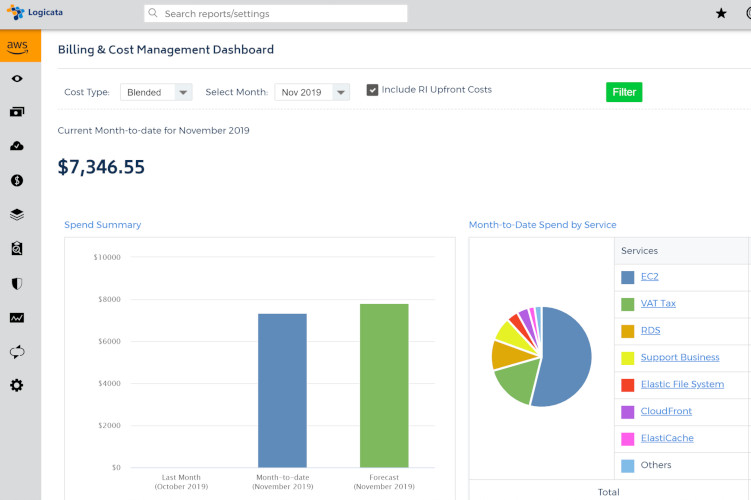 Logicata
Search reports/settings
aws
Billing & Cost Management Dashboard
Cost Type: Blended Select Month: Nov 2019 Include RI Upfront Costs Filter
Current Month-to-date for November 2019
$7,346.55
Spend Summary
$10000
$8000
$6000
$4000
$2000
$0
Last Month
(October 2019)
Month-to-date
(November 2019)
Forecast
(November 2019)
Month-to-Date Spend by Service
Services
EC2
VAT Tax
RDS
Support Business
Elastic File System
CloudFront
ElastiCache
Others
Total